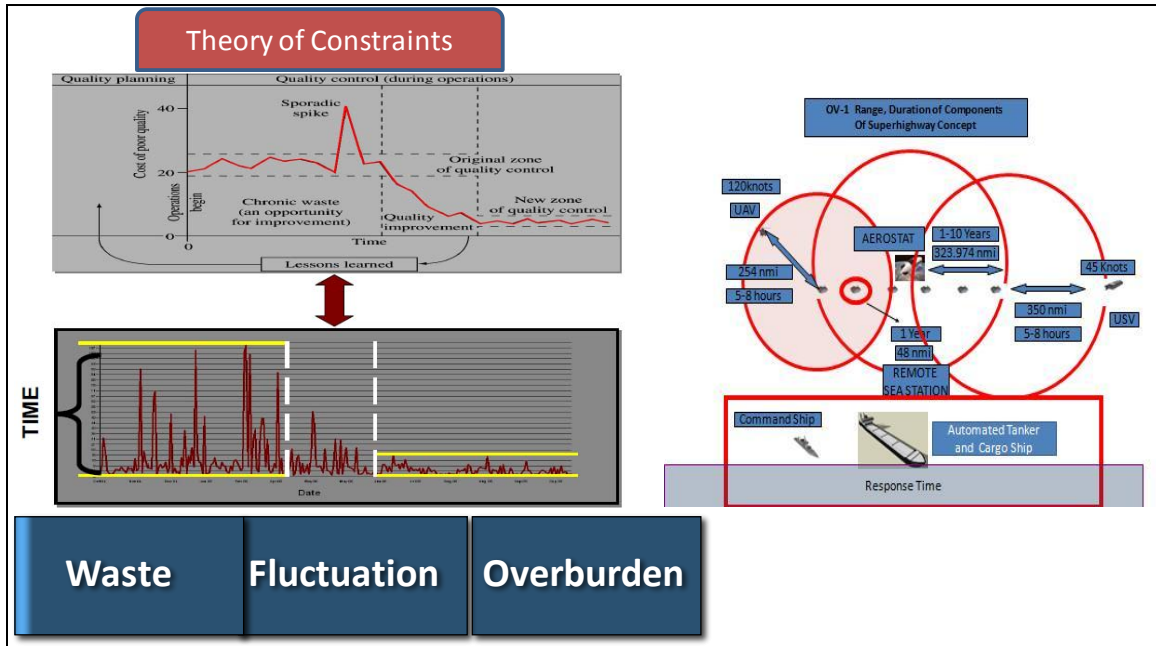 Theory of Constraints
Quality planning
Quality control (during operations)
Cost of poor quality
40
20
0
Sporadic
spike
Original zone
of quality control
Operations
begin
Chronic waste
(an opportunity
for improvement)
Quality
improvement
New zone
of quality control
0
Time
Lessons learned
TIME
Date
Waste
Fluctuation
Overburden
OV-1 Range, Duration of Components
Of Superhighway Concept
120knots
UAV
254 nmi
5-8 hours
AEROSTAT
1-10 Years
323.974 nmi
45 Knots
350 nmi
5-8 hours
USV
1 Year
48 nmi
REMOTE
SEA STATION
Command Ship
Automated Tanker
and Cargo Ship
Response Time